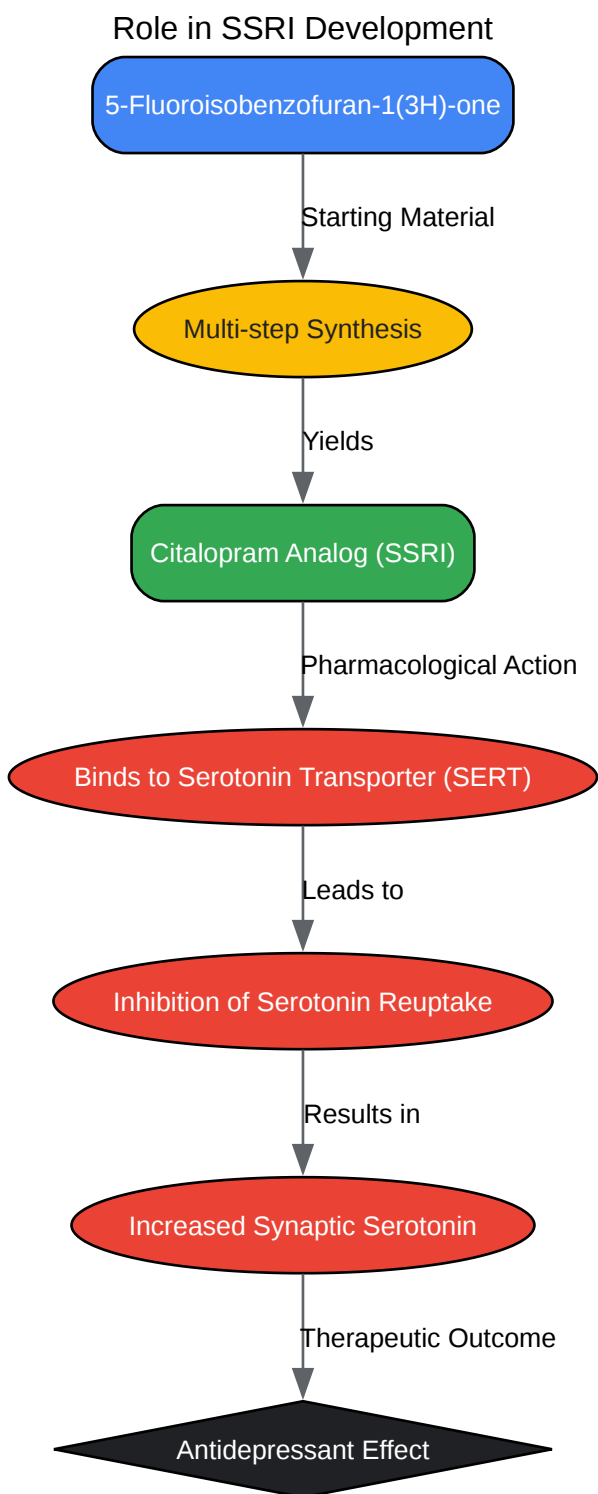 Role in SSRI Development
5-Fluoroisobenzofuran-1(3H)-one
Starting Material
Multi-step Synthesis
Yields
Citalopram Analog (SSRI)
Pharmacological Action
Binds to Serotonin Transporter (SERT)
Leads to
Inhibition of Serotonin Reuptake
Results in
Increased Synaptic Serotonin
Therapeutic Outcome
Antidepressant Effect